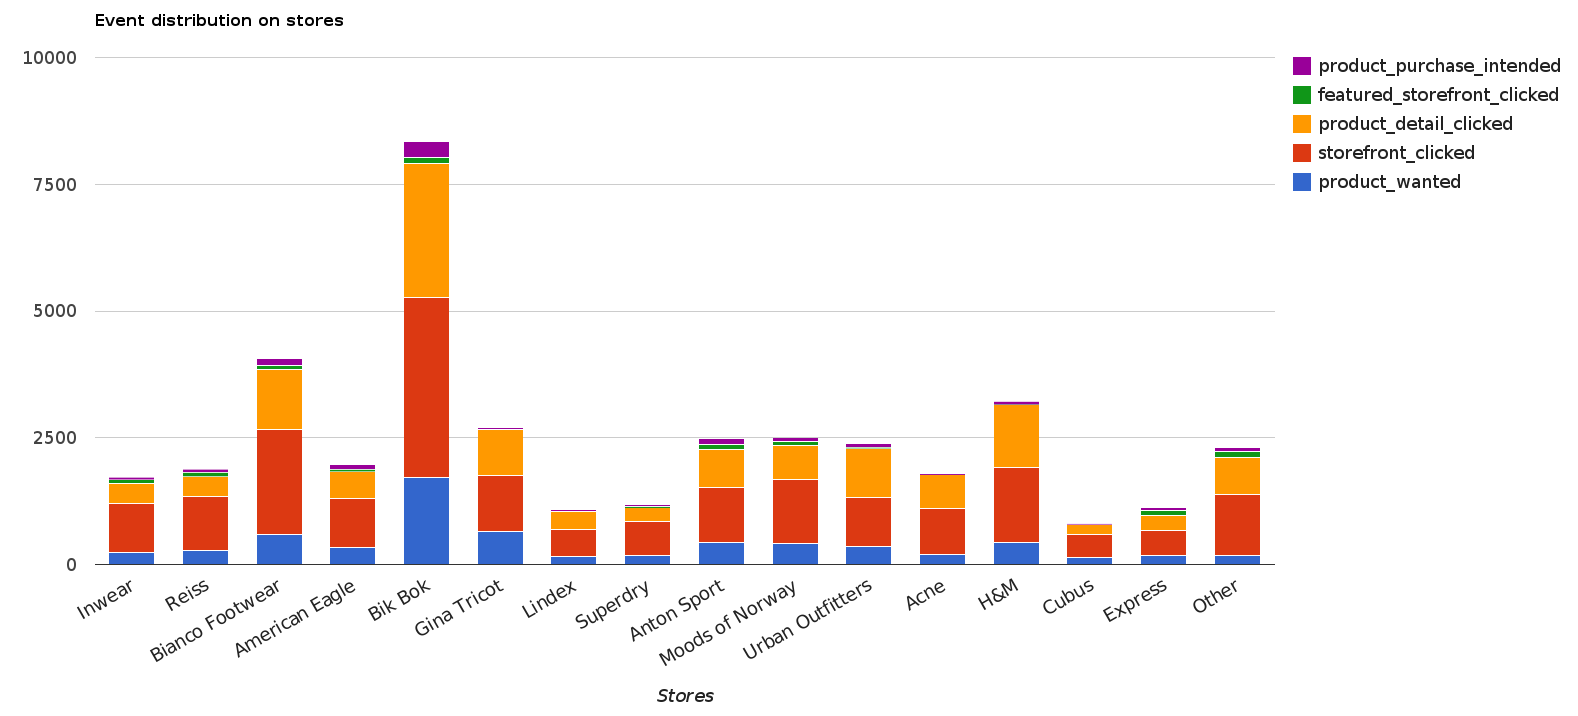 Event distribution on stores
10000
7500
5000
2500
0
product_purchase_intended
featured_storefront_clicked
product_detail_clicked
storefront_clicked
product_wanted
Inwear
Reiss
Bianco Footwear
American Eagle
Bik Bok
Gina Tricot
Lindex
Superdry
Anton Sport
Moods of Norway
Urban Outfitters
Acne
H&M
Cubus
Express
Other
Stores